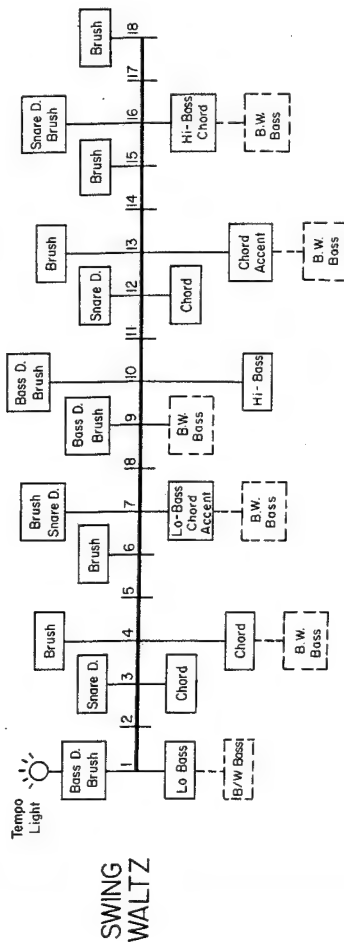 SWING
WALTZ
Tempo
Light
Bass D.
Brush
Snare D.
Brush
Brush
Brush
Snare D.
Bass D.
Brush
Bass D.
Brush
Snare D.
Brush
Brush
Snare D.
Brush
Brush
1 2 3 4 5 6 7 8 9 10 11 12 13 14 15 16 17 18
Lo Bass
Chord
Chord
Lo-Bass
Chord
Accent
Hi-Bass
Chord
Chord
Accent
Hi-Bass
Chord
B/W Bass
B.W.
Bass
B.W.
Bass
B.W.
Bass
B.W.
Bass
B.W.
Bass